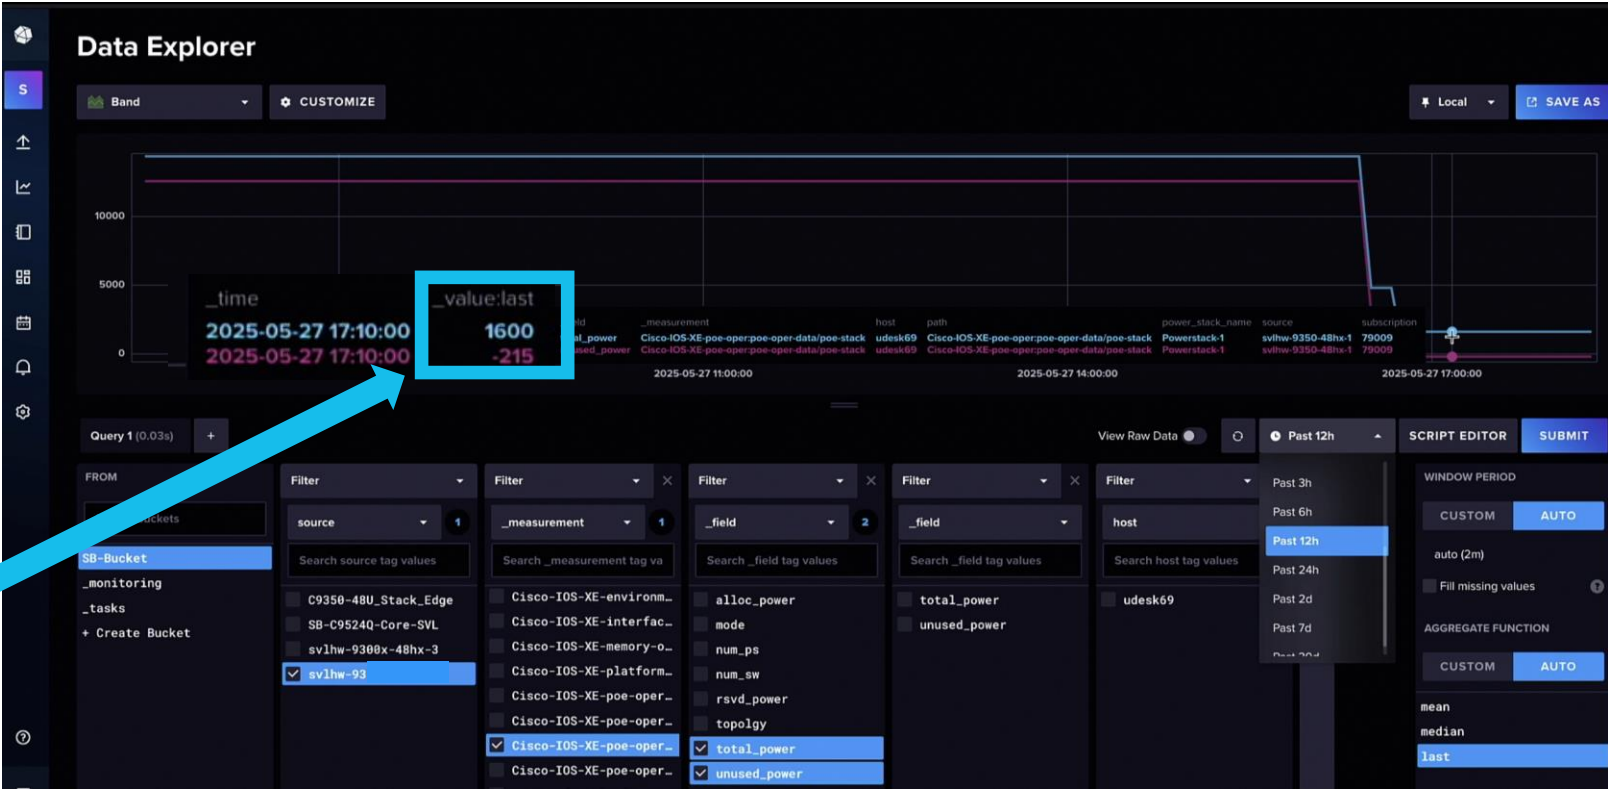 Data Explorer
S
Band
CUSTOMIZE
Local
SAVE AS
10000
5000
0
_time _value:last
2025-05-27 17:10:00 1600
2025-05-27 17:10:00 -215
_measurement host path power_stack_name source subscription
Cisco-IOS-XE-poe-oper:poe-oper-data/poe-stack udesk69 Cisco-IOS-XE-poe-oper:poe-oper-data/poe-stack Powerstack-1 svlhw-9350-48hx-1 79009
Cisco-IOS-XE-poe-oper:poe-oper-data/poe-stack udesk69 Cisco-IOS-XE-poe-oper:poe-oper-data/poe-stack Powerstack-1 svlhw-9350-48hx-1 79009
2025-05-27 11:00:00
2025-05-27 14:00:00
2025-05-27 17:00:00
Query 1 (0.03s)
+
View Raw Data
Past 12h
SCRIPT EDITOR
SUBMIT
FROM
SB-Bucket
_monitoring
_tasks
+ Create Bucket
Filter
source 1
Search source tag values
C9350-48U_Stack_Edge
SB-C9524Q-Core-SVL
svlhw-9300x-48hx-3
svlhw-93
Filter
_measurement 1
Search _measurement tag va
Cisco-IOS-XE-environm…
Cisco-IOS-XE-interfac…
Cisco-IOS-XE-memory-o…
Cisco-IOS-XE-platform…
Cisco-IOS-XE-poe-oper…
Cisco-IOS-XE-poe-oper…
Cisco-IOS-XE-poe-oper…
Cisco-IOS-XE-poe-oper…
Filter
_field 2
Search _field tag values
alloc_power
mode
num_ps
num_sw
rsvd_power
topolgy
total_power
unused_power
Filter
_field
Search _field tag values
total_power
unused_power
Filter
host
Search host tag values
udesk69
Past 3h
Past 6h
Past 12h
Past 24h
Past 2d
Past 7d
WINDOW PERIOD
CUSTOM
AUTO
auto (2m)
Fill missing values
?
AGGREGATE FUNCTION
CUSTOM
AUTO
mean
median
last